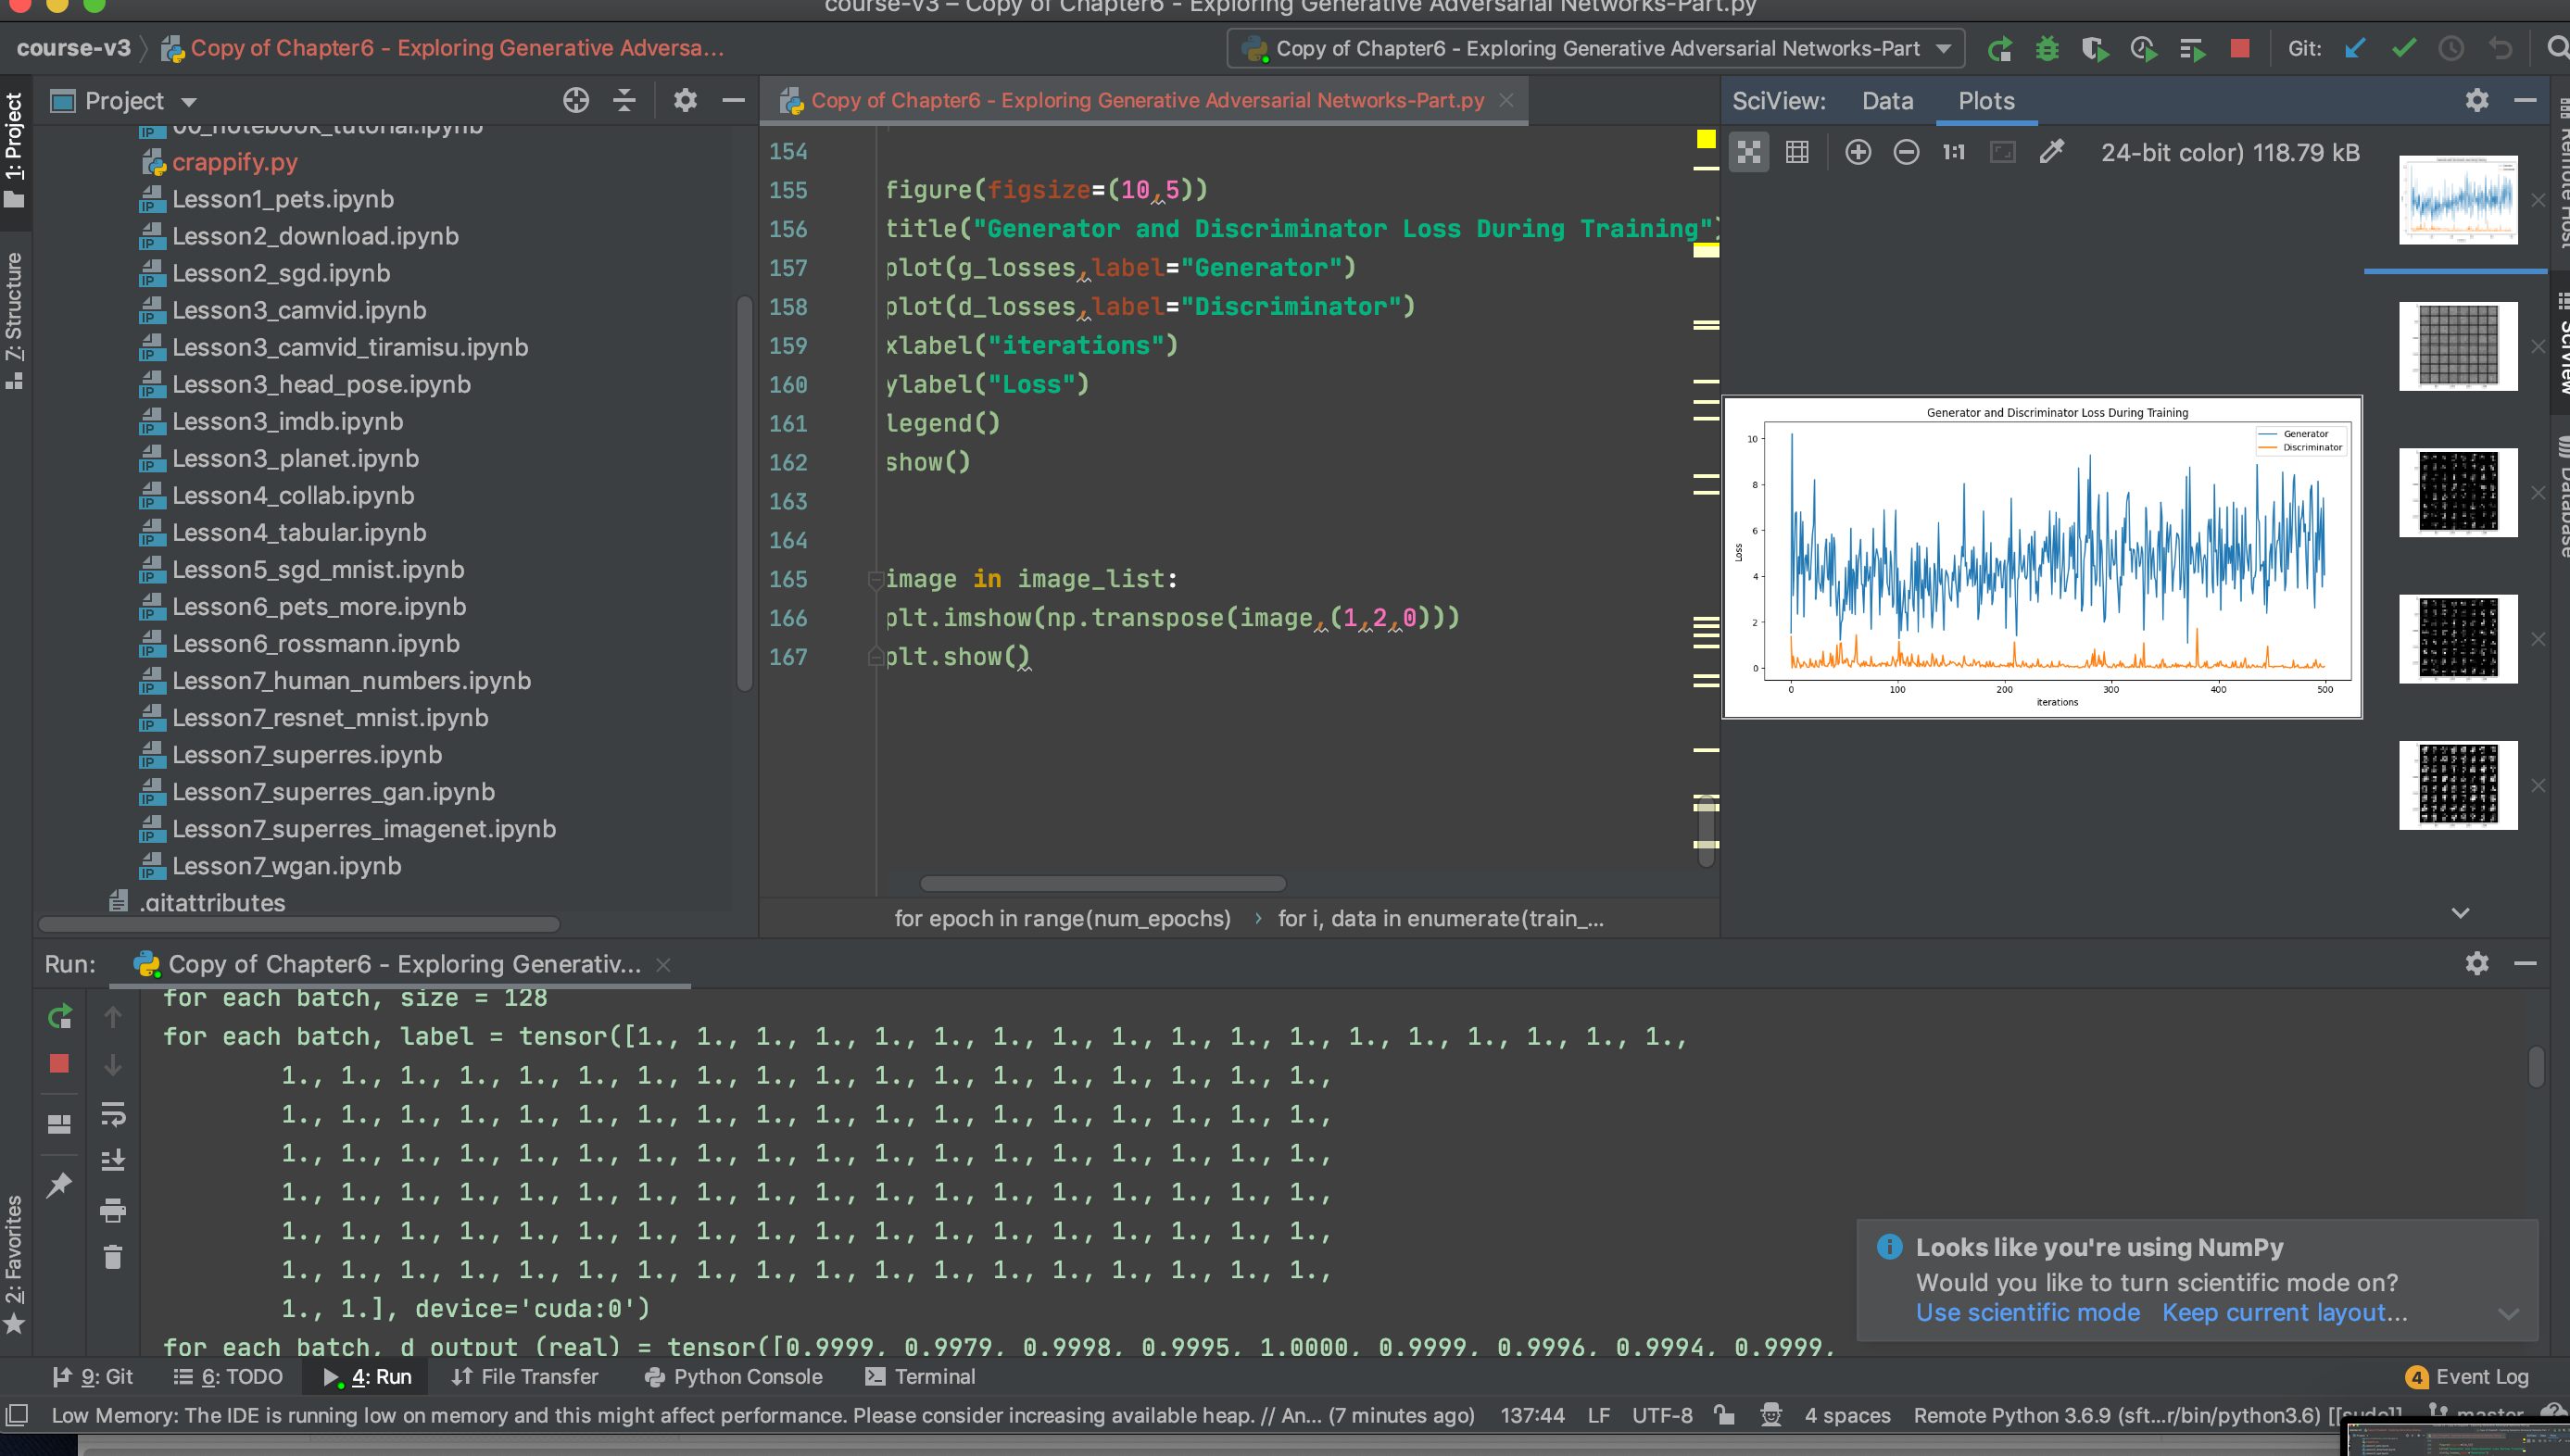 course-v3 – Copy of Chapter6 - Exploring Generative Adversarial Networks-Part.py
course-v3
Copy of Chapter6 - Exploring Generative Adversa...
Copy of Chapter6 - Exploring Generative Adversarial Networks-Part
Git:
1: Project
7: Structure
2: Favorites
Project
00_notebook_tutorial.ipynb
crappify.py
Lesson1_pets.ipynb
Lesson2_download.ipynb
Lesson2_sgd.ipynb
Lesson3_camvid.ipynb
Lesson3_camvid_tiramisu.ipynb
Lesson3_head_pose.ipynb
Lesson3_imdb.ipynb
Lesson3_planet.ipynb
Lesson4_collab.ipynb
Lesson4_tabular.ipynb
Lesson5_sgd_mnist.ipynb
Lesson6_pets_more.ipynb
Lesson6_rossmann.ipynb
Lesson7_human_numbers.ipynb
Lesson7_resnet_mnist.ipynb
Lesson7_superres.ipynb
Lesson7_superres_gan.ipynb
Lesson7_superres_imagenet.ipynb
Lesson7_wgan.ipynb
.gitattributes
Copy of Chapter6 - Exploring Generative Adversarial Networks-Part.py
154
155 figure(figsize=(10,5))
156 title("Generator and Discriminator Loss During Training")
157 plot(g_losses,label="Generator")
158 plot(d_losses,label="Discriminator")
159 xlabel("iterations")
160 ylabel("Loss")
161 legend()
162 show()
163
164
165 image in image_list:
166 plt.imshow(np.transpose(image,(1,2,0)))
167 plt.show()
for epoch in range(num_epochs) › for i, data in enumerate(train_...
SciView: Data Plots
1:1 24-bit color) 118.79 kB
Generator and Discriminator Loss During Training
Generator
Discriminator
Loss
10
8
6
4
2
0
0 100 200 300 400 500
iterations
Remote Host
SciView
Database
Run: Copy of Chapter6 - Exploring Generativ...
for each batch, size = 128
for each batch, label = tensor([1., 1., 1., 1., 1., 1., 1., 1., 1., 1., 1., 1., 1., 1., 1., 1., 1., 1.,
1., 1., 1., 1., 1., 1., 1., 1., 1., 1., 1., 1., 1., 1., 1., 1., 1., 1.,
1., 1., 1., 1., 1., 1., 1., 1., 1., 1., 1., 1., 1., 1., 1., 1., 1., 1.,
1., 1., 1., 1., 1., 1., 1., 1., 1., 1., 1., 1., 1., 1., 1., 1., 1., 1.,
1., 1., 1., 1., 1., 1., 1., 1., 1., 1., 1., 1., 1., 1., 1., 1., 1., 1.,
1., 1., 1., 1., 1., 1., 1., 1., 1., 1., 1., 1., 1., 1., 1., 1., 1., 1.,
1., 1., 1., 1., 1., 1., 1., 1., 1., 1., 1., 1., 1., 1., 1., 1., 1., 1.,
1., 1.], device='cuda:0')
for each batch, d_output (real) = tensor([0.9999, 0.9979, 0.9998, 0.9995, 1.0000, 0.9999, 0.9996, 0.9994, 0.9999,
Looks like you're using NumPy
Would you like to turn scientific mode on?
Use scientific mode Keep current layout...
9: Git 6: TODO 4: Run File Transfer Python Console Terminal 4 Event Log
Low Memory: The IDE is running low on memory and this might affect performance. Please consider increasing available heap. // An... (7 minutes ago) 137:44 LF UTF-8 4 spaces Remote Python 3.6.9 (sft...r/bin/python3.6) [[sudo]] master